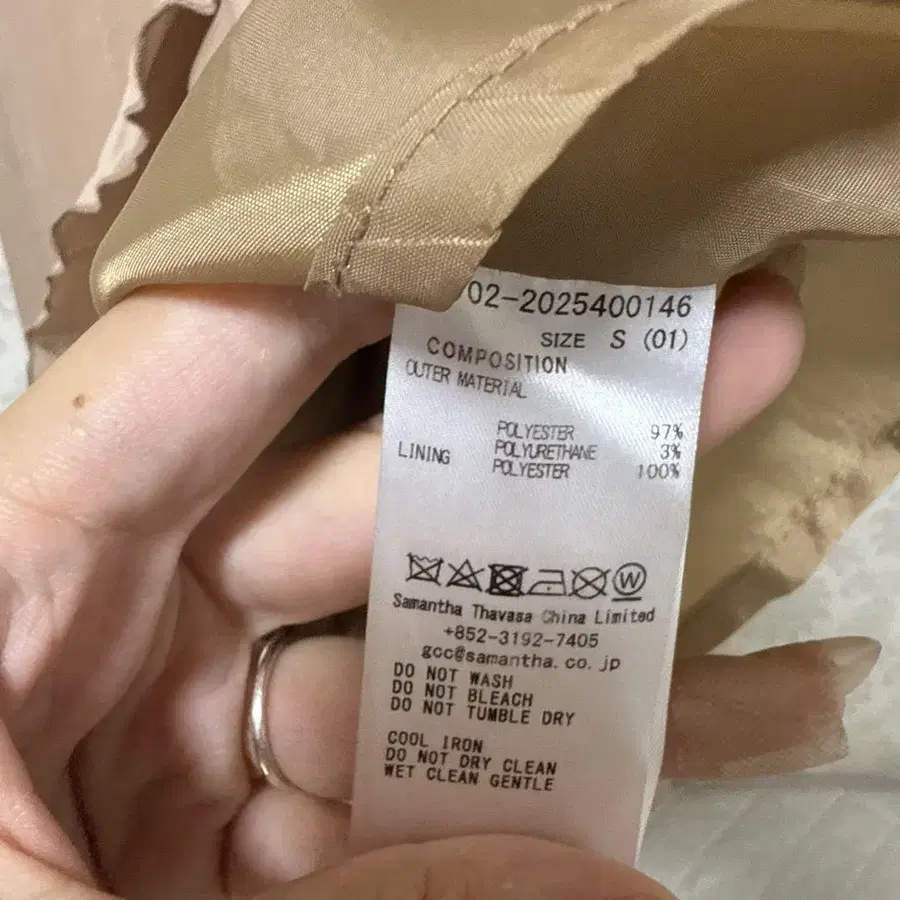 02-2025400146
SIZE S (01)
COMPOSITION
OUTER MATERIAL
POLYESTER 97%
POLYURETHANE 3%
LINING POLYESTER 100%
W
Samantha Thavasa China Limited
+852-3192-7405
gcc@samantha.co.jp
DO NOT WASH
DO NOT BLEACH
DO NOT TUMBLE DRY
COOL IRON
DO NOT DRY CLEAN
WET CLEAN GENTLE